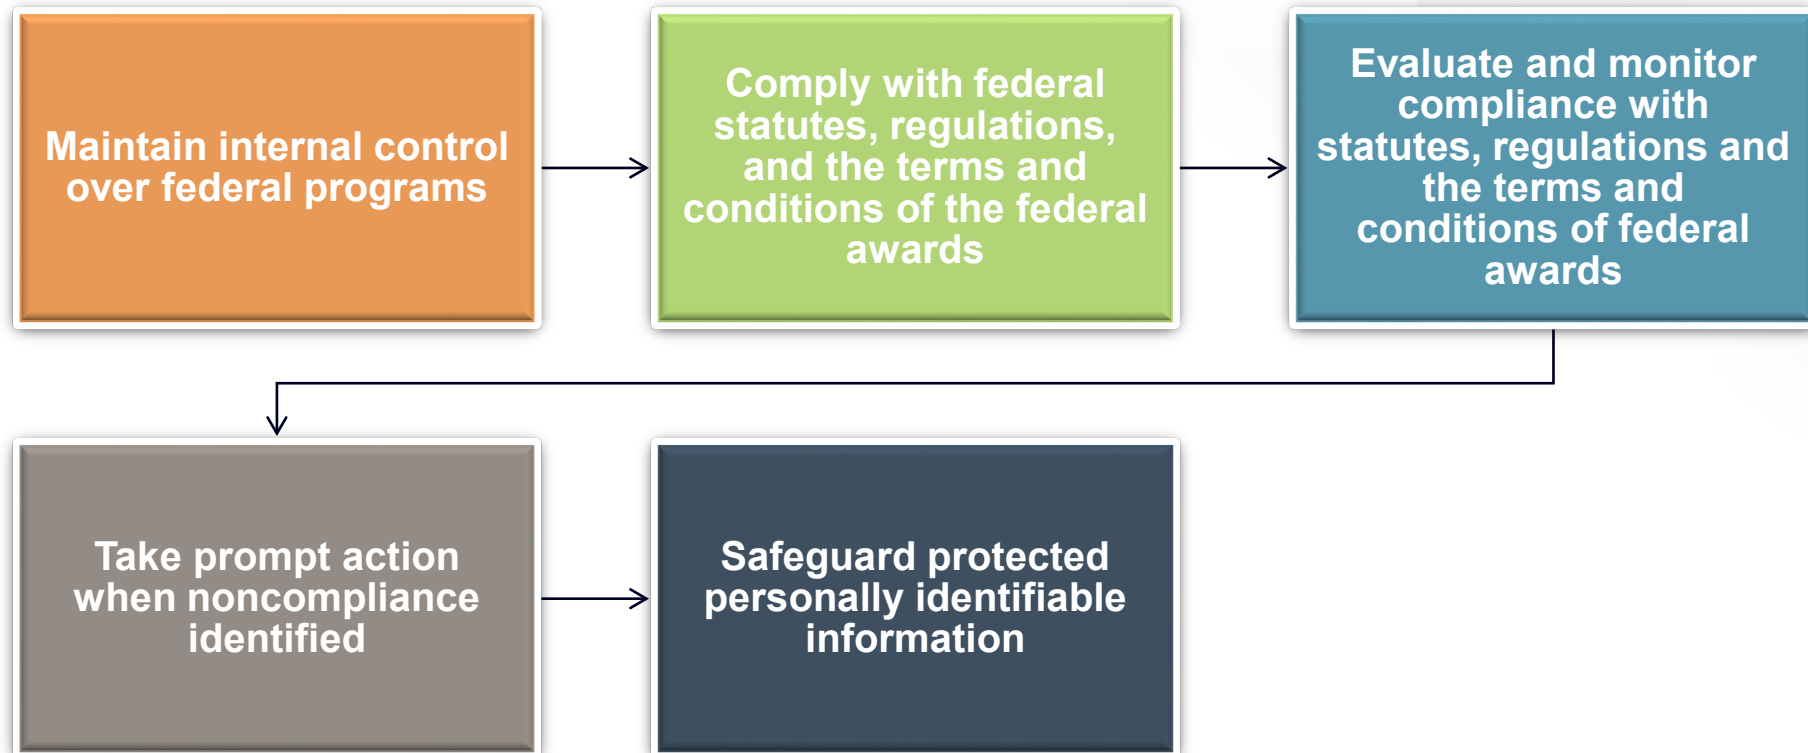 Maintain internal control
over federal programs
Comply with federal
statutes, regulations,
and the terms and
conditions of the federal
awards
Evaluate and monitor
compliance with
statutes, regulations and
the terms and
conditions of federal
awards
Take prompt action
when noncompliance
identified
Safeguard protected
personally identifiable
information